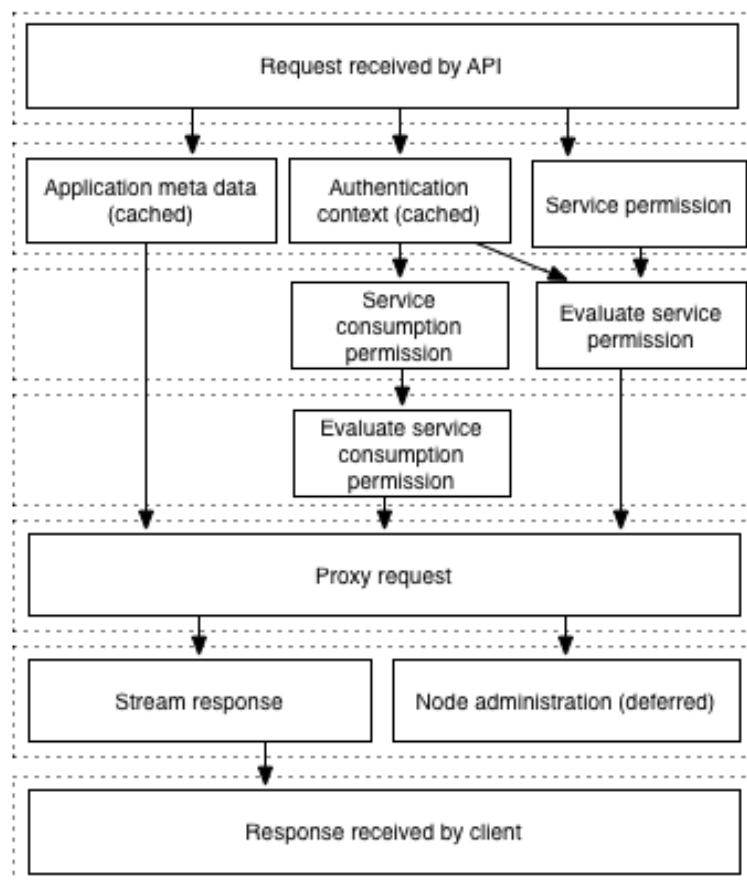 Request received by API
Application meta data
(cached)
Authentication
context (cached)
Service permission
Service
consumption
permission
Evaluate service
permission
Evaluate service
consumption
permission
Proxy request
Stream response
Node administration (deferred)
Response received by client